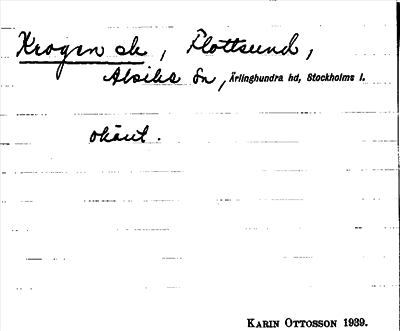 Krogen sk, Flottsund,
Alsike Sn, Ärlinghundra hd, Stockholms l.
okänt.
KARIN OTTOSSON 1939.